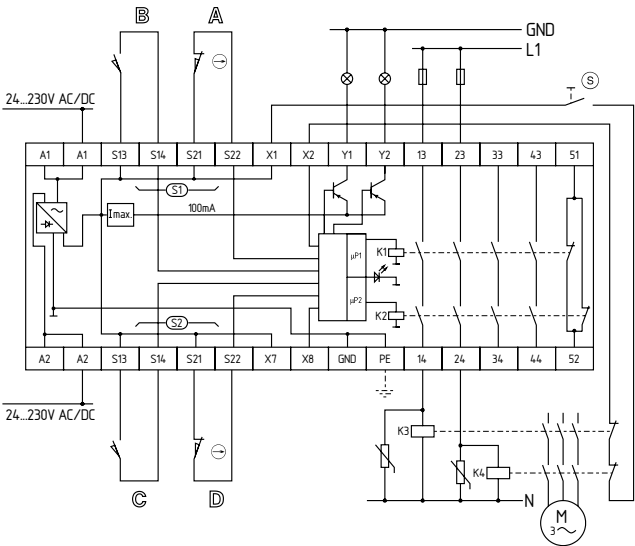 B A
GND
L1
S
24...230V AC/DC
A1 A1 S13 S14 S21 S22 X1 X2 Y1 Y2 13 23 33 43 51
S1
Imax. 100mA
µP1 K1
µP2 K2
S2
A2 A2 S13 S14 S21 S22 X7 X8 GND PE 14 24 34 44 52
24...230V AC/DC
K3
K4
C D
N
M
3